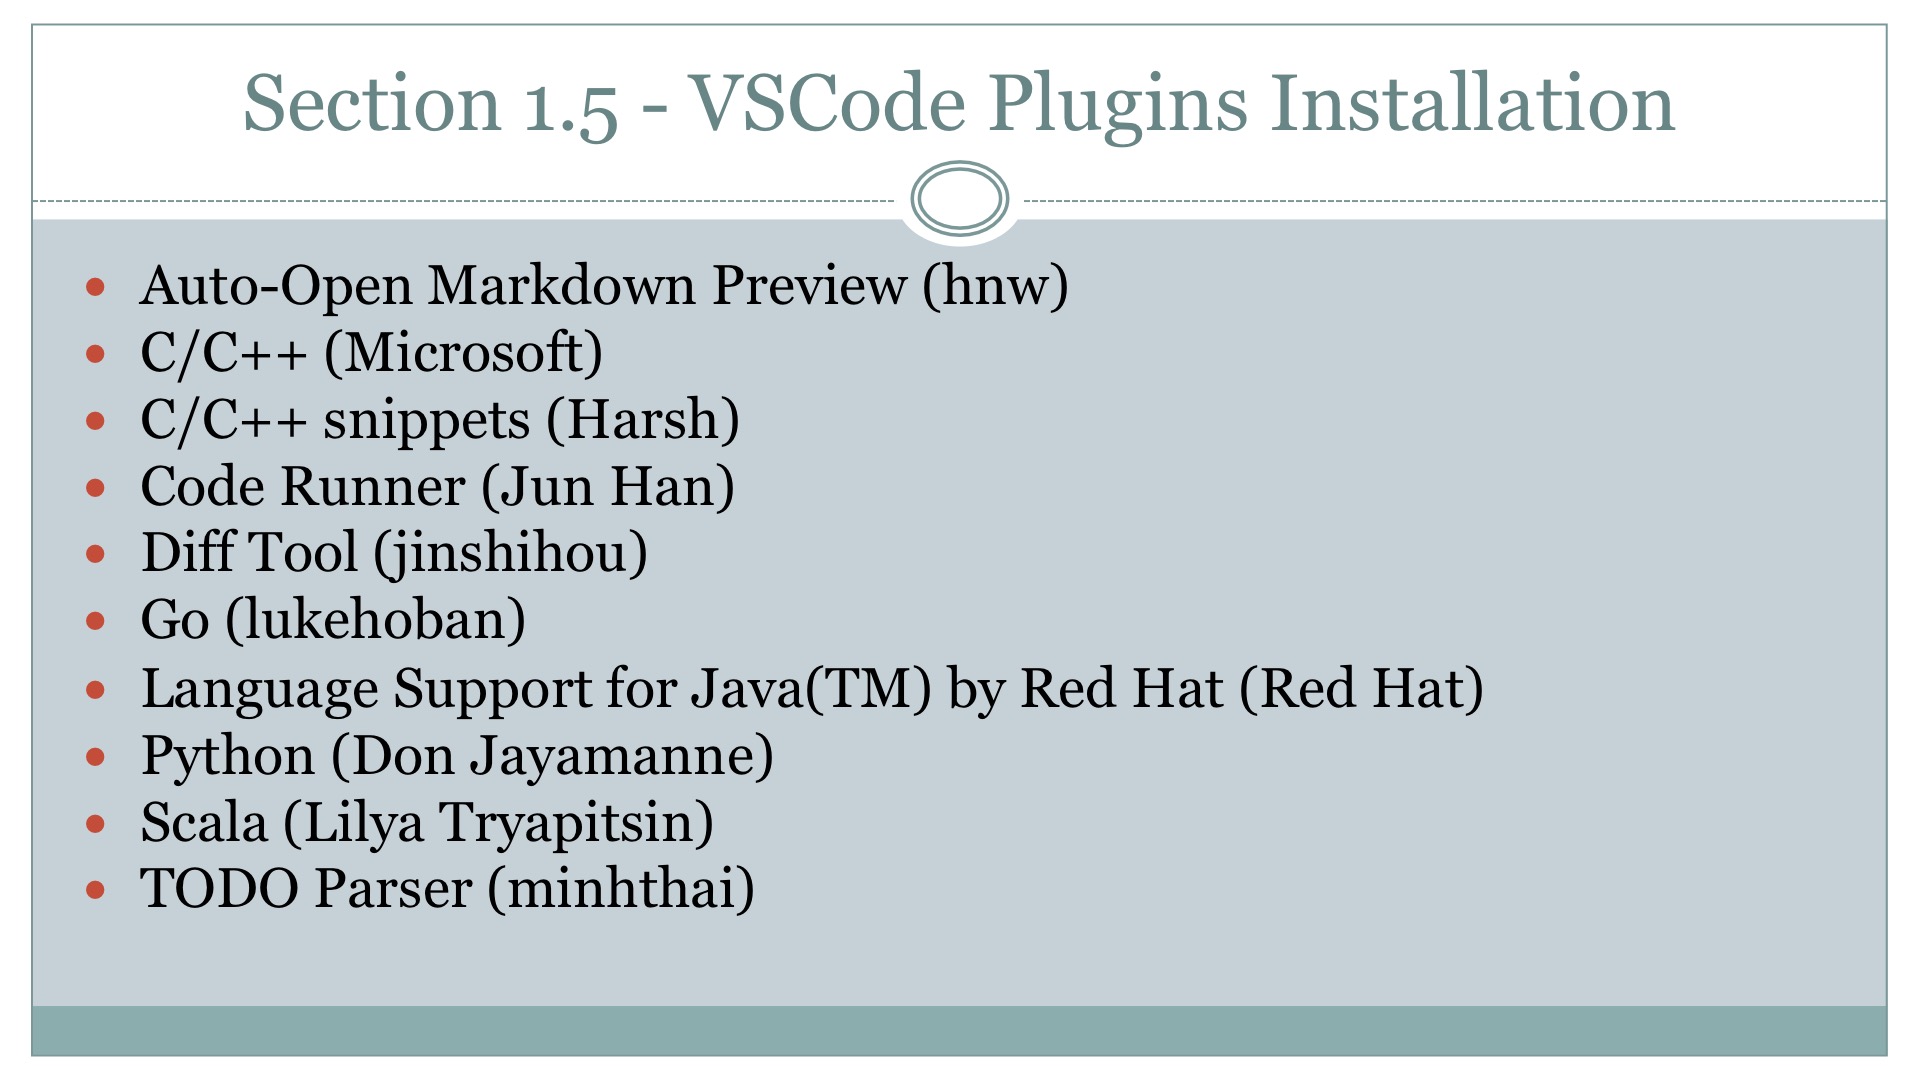 Section 1.5 - VSCode Plugins Installation
• Auto-Open Markdown Preview (hnw)
• C/C++ (Microsoft)
• C/C++ snippets (Harsh)
• Code Runner (Jun Han)
• Diff Tool (jinshihou)
• Go (lukehoban)
• Language Support for Java(TM) by Red Hat (Red Hat)
• Python (Don Jayamanne)
• Scala (Lilya Tryapitsin)
• TODO Parser (minhthai)